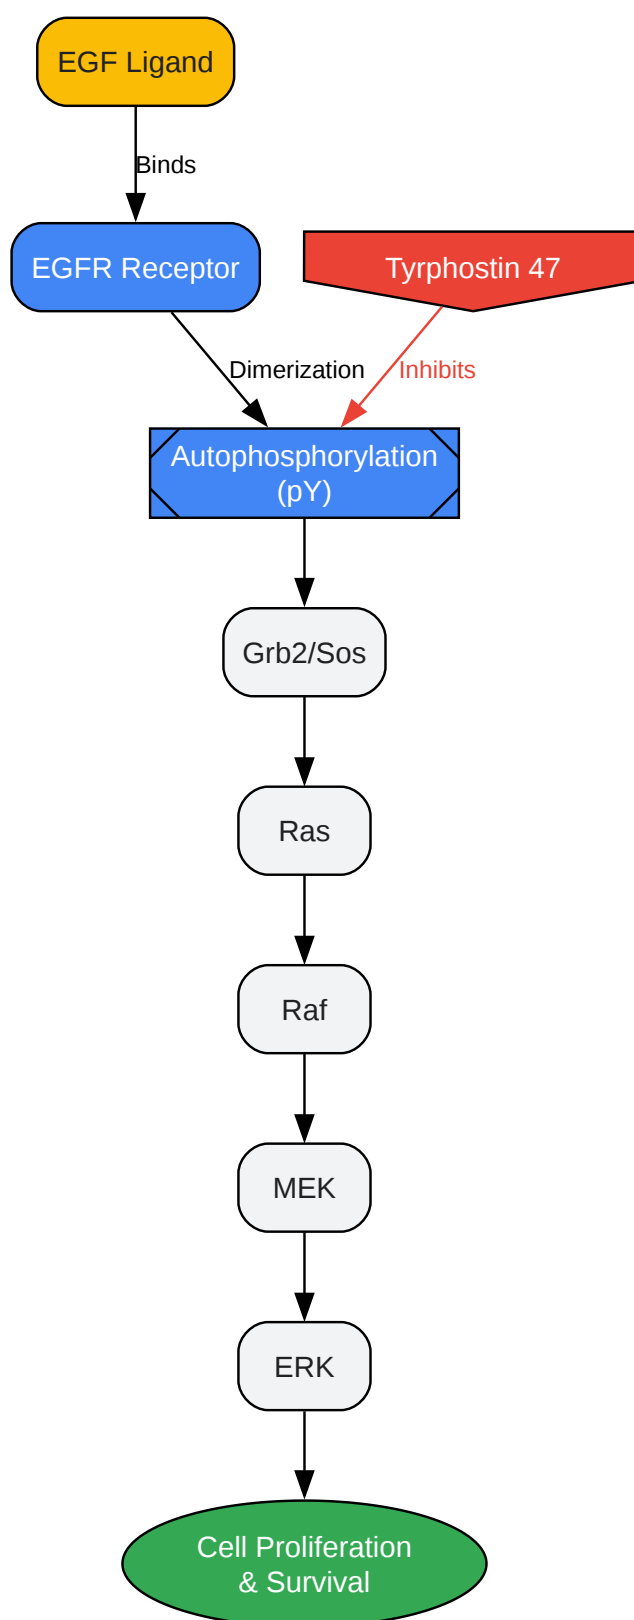 EGF Ligand
Binds
EGFR Receptor
Tyrphostin 47
Dimerization
Inhibits
Autophosphorylation
(pY)
Grb2/Sos
Ras
Raf
MEK
ERK
Cell Proliferation
& Survival